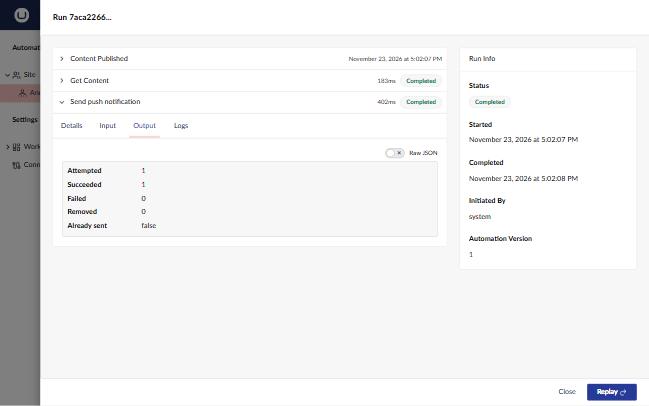 Run 7aca2266...
Automat
Site
Settings
Work
Conn
Content Published November 23, 2026 at 5:02:07 PM
Get Content 183ms Completed
Send push notification 402ms Completed
Details Input Output Logs
Raw JSON
Attempted 1
Succeeded 1
Failed 0
Removed 0
Already sent false
Run Info
Status
Completed
Started
November 23, 2026 at 5:02:07 PM
Completed
November 23, 2026 at 5:02:08 PM
Initiated By
system
Automation Version
1
Close Replay